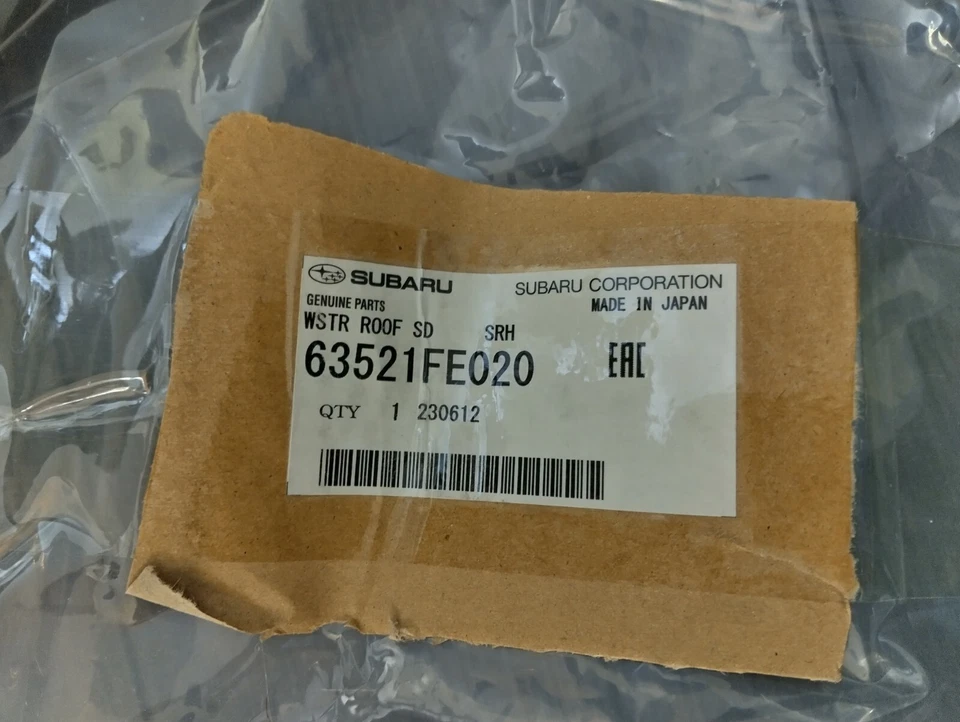 SUBARU SUBARU CORPORATION
GENUINE PARTS MADE IN JAPAN
WSTR ROOF SD SRH
63521FE020 EAC
QTY 1 230612